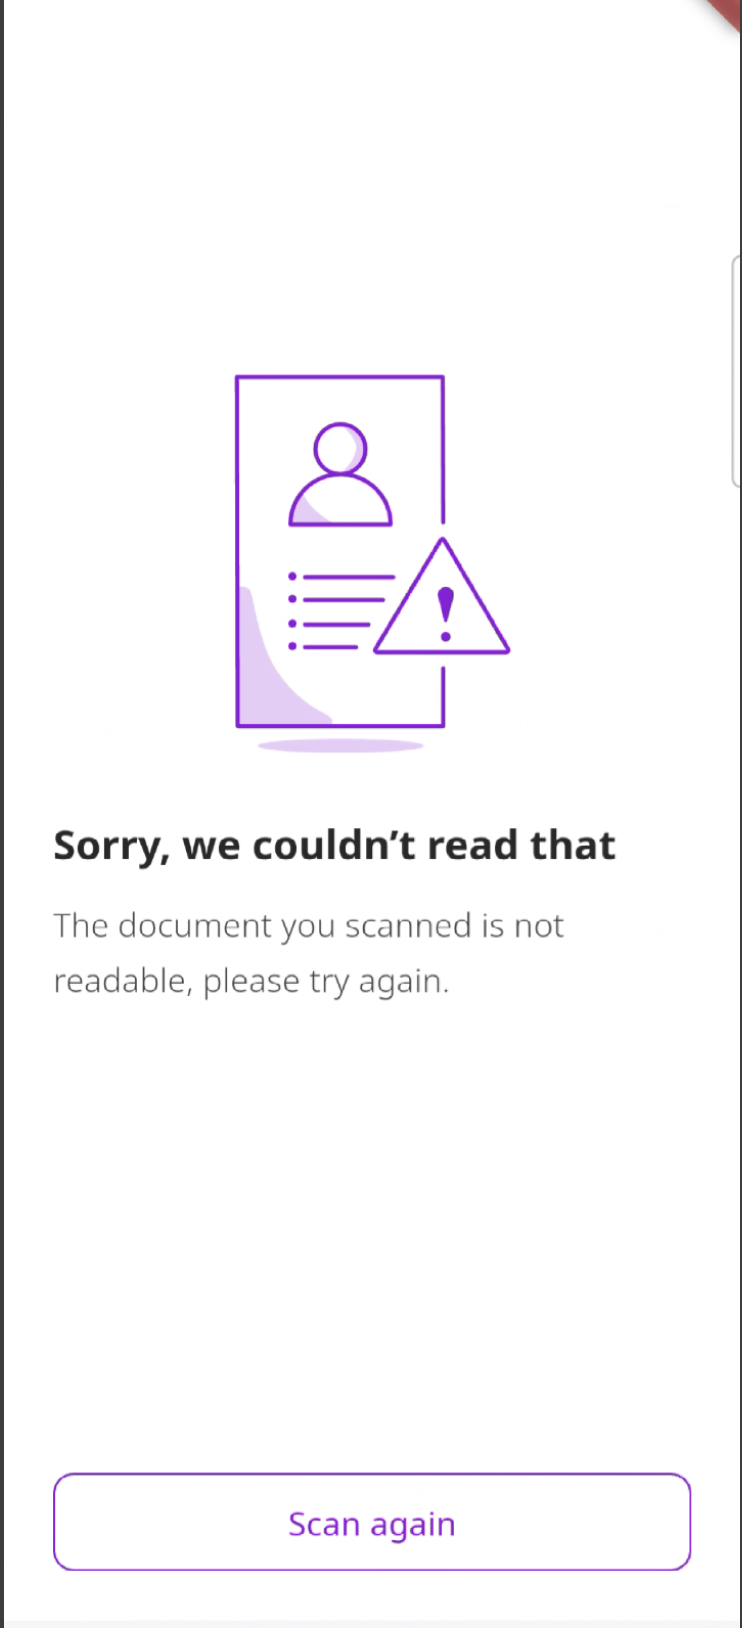 Sorry, we couldn’t read that
The document you scanned is not
readable, please try again.
Scan again